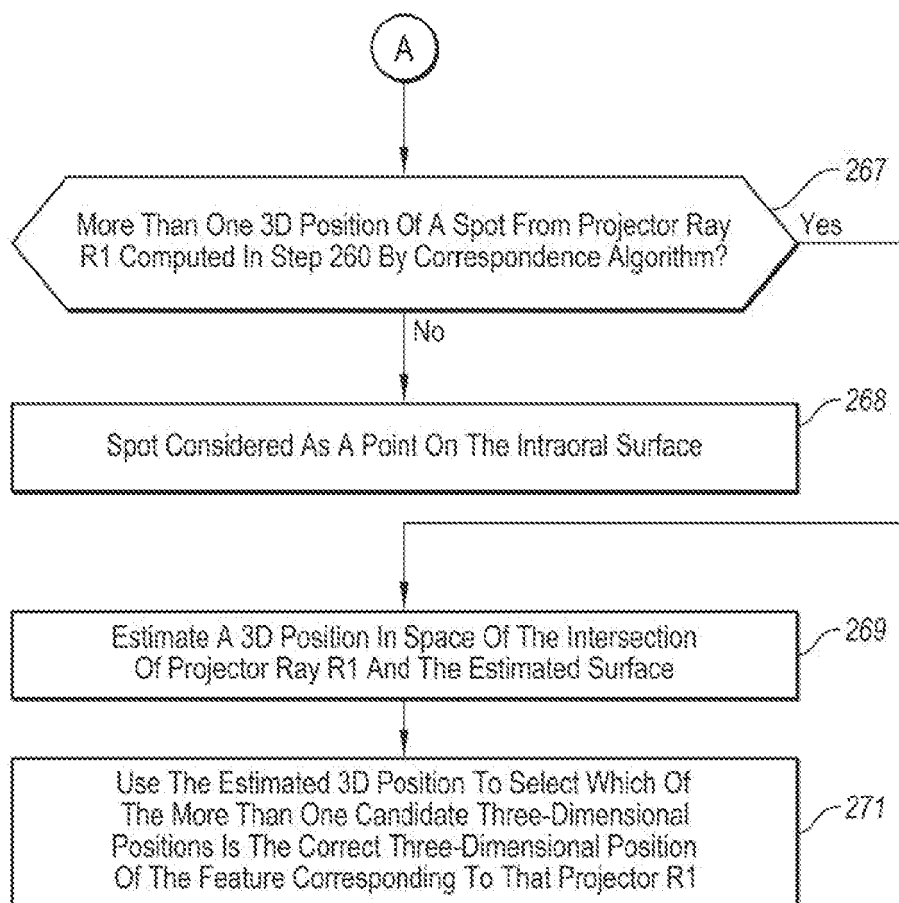 A
267
More Than One 3D Position Of A Spot From Projector Ray
R1 Computed In Step 260 By Correspondence Algorithm?
Yes
No
268
Spot Considered As A Point On The Intraoral Surface
269
Estimate A 3D Position In Space Of The Intersection
Of Projector Ray R1 And The Estimated Surface
271
Use The Estimated 3D Position To Select Which Of
The More Than One Candidate Three-Dimensional
Positions Is The Correct Three-Dimensional Position
Of The Feature Corresponding To That Projector R1